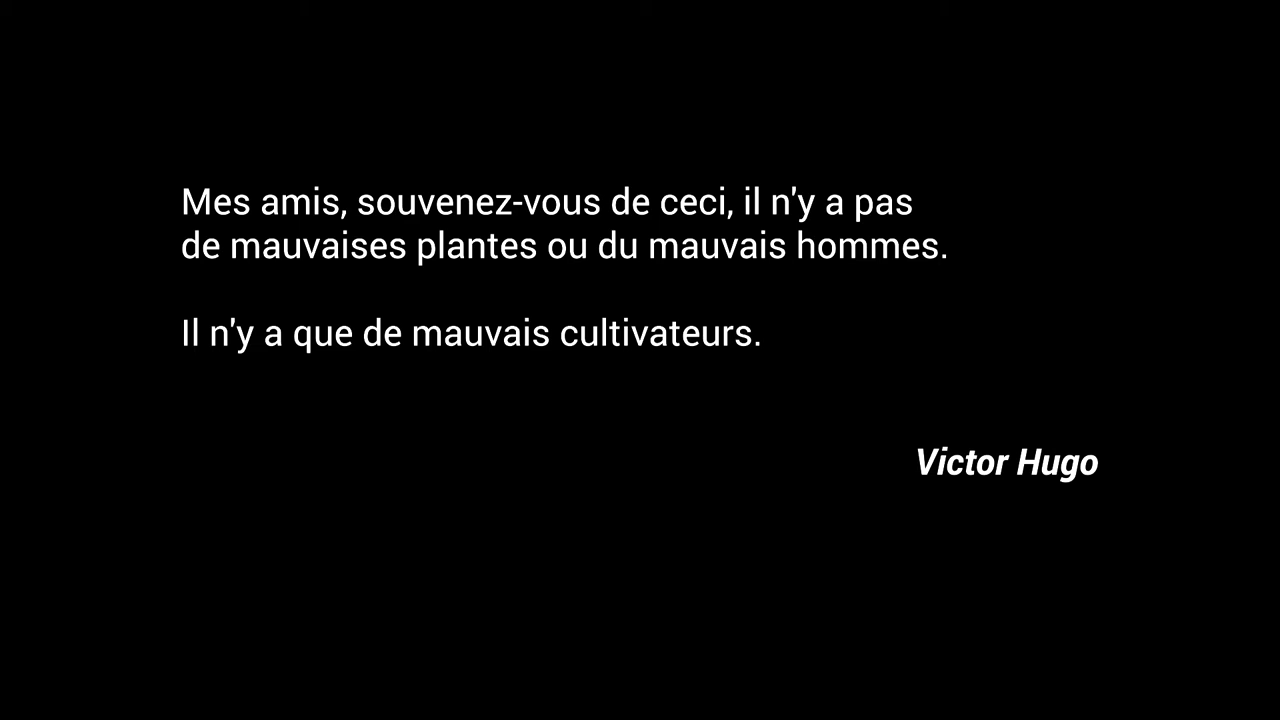 Mes amis, souvenez-vous de ceci, il n'y a pas
de mauvaises plantes ou du mauvais hommes.
Il n'y a que de mauvais cultivateurs.
Victor Hugo